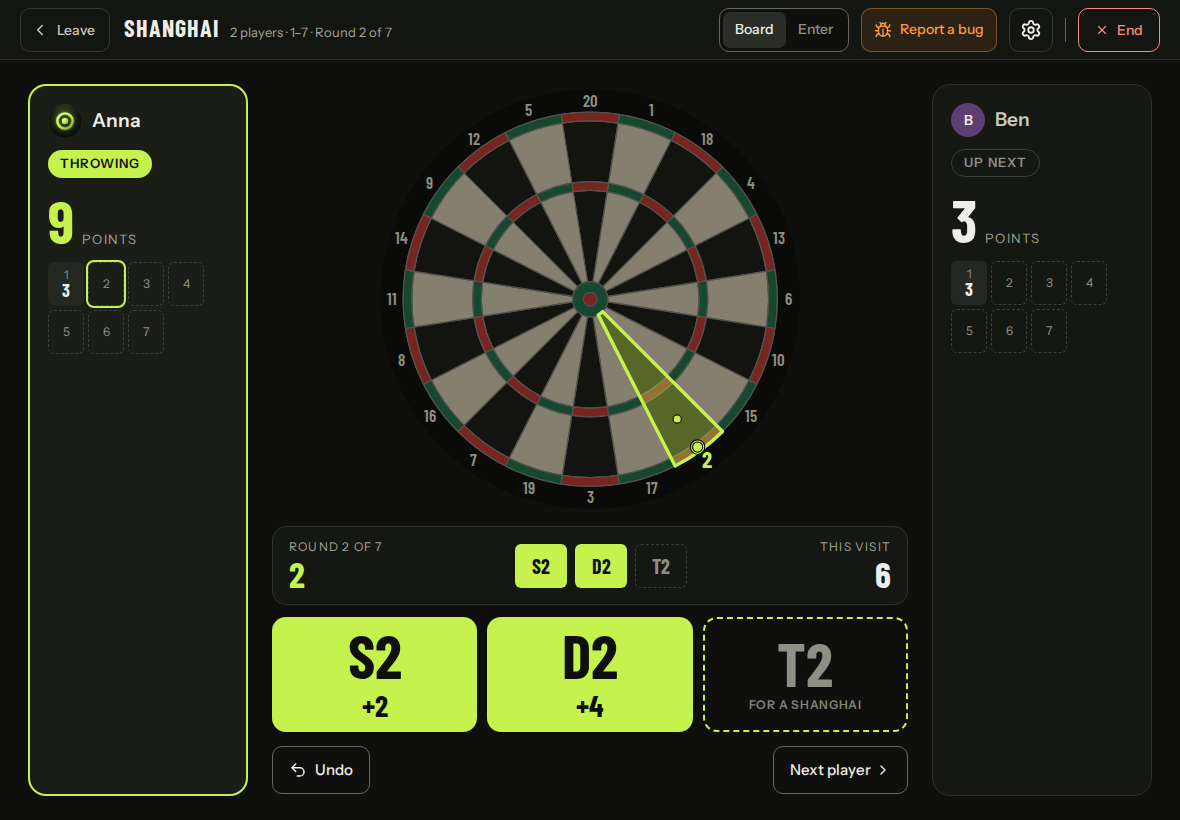 Leave
SHANGHAI
2 players · 1–7 · Round 2 of 7
Board
Enter
Report a bug
End
Anna
THROWING
9 POINTS
1
3
2
3
4
5
6
7
20
1
18
4
13
6
10
15
2
17
3
19
7
16
8
11
14
9
12
5
ROUND 2 OF 7
2
S2
D2
T2
THIS VISIT
6
S2
+2
D2
+4
T2
FOR A SHANGHAI
Undo
Next player
B
Ben
UP NEXT
3 POINTS
1
3
2
3
4
5
6
7